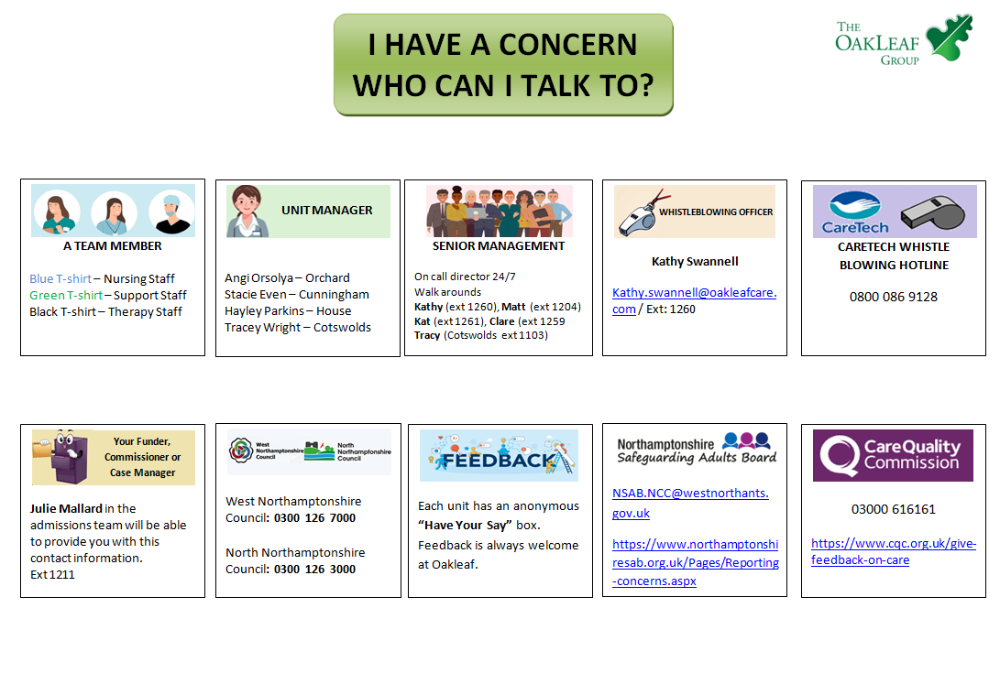 I HAVE A CONCERN
WHO CAN I TALK TO?
THE
OAKLEAF
GROUP
A TEAM MEMBER
Blue T-shirt – Nursing Staff
Green T-shirt – Support Staff
Black T-shirt – Therapy Staff
UNIT MANAGER
Angi Orsolya – Orchard
Stacie Even – Cunningham
Hayley Parkins – House
Tracey Wright – Cotswolds
SENIOR MANAGEMENT
On call director 24/7
Walk arounds
Kathy (ext 1260), Matt (ext 1204)
Kat (ext 1261), Clare (ext 1259
Tracy (Cotswolds ext 1103)
WHISTLEBLOWING OFFICER
Kathy Swannell
Kathy.swannell@oakleafcare.
com / Ext: 1260
CareTech
CARETECH WHISTLE
BLOWING HOTLINE
0800 086 9128
Your Funder,
Commissioner or
Case Manager
Julie Mallard in the
admissions team will be able
to provide you with this
contact information.
Ext 1211
West
Northamptonshire
Council
North
Northamptonshire
Council
West Northamptonshire
Council: 0300 126 7000
North Northamptonshire
Council: 0300 126 3000
FEEDBACK
Each unit has an anonymous
“Have Your Say” box.
Feedback is always welcome
at Oakleaf.
Northamptonshire
Safeguarding Adults Board
NSAB.NCC@westnorthants.
gov.uk
https://www.northamptonshi
resab.org.uk/Pages/Reporting
-concerns.aspx
CareQuality
Commission
03000 616161
https://www.cqc.org.uk/give-
feedback-on-care